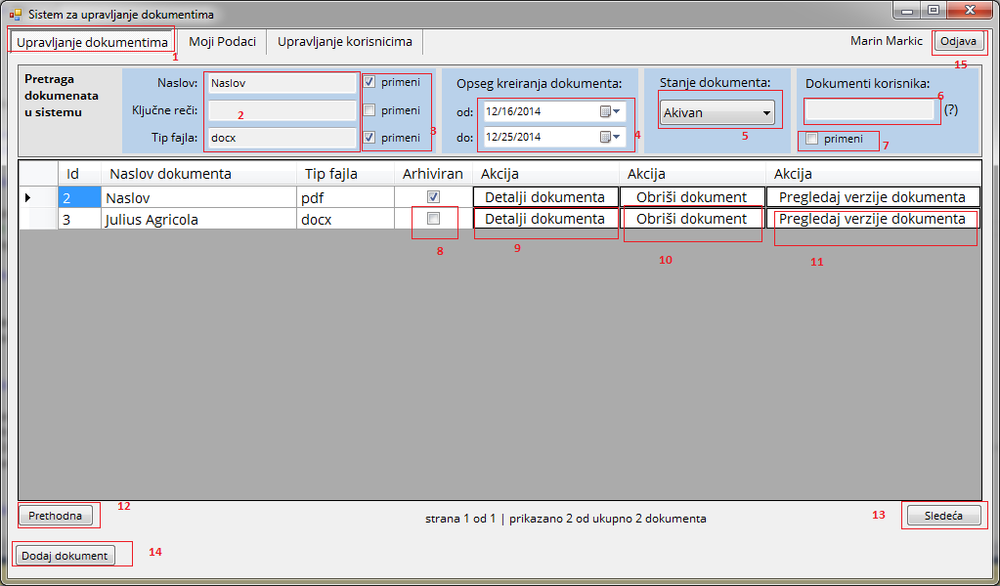 Sistem za upravljanje dokumentima
Upravljanje dokumentima
Moji Podaci
Upravljanje korisnicima
Marin Markic
Odjava
1
15
Pretraga
dokumenata
u sistemu
Naslov:
Naslov
primeni
Ključne reči:
2
primeni
Tip fajla:
docx
primeni
3
Opseg kreiranja dokumenta:
od:
12/16/2014
do:
12/25/2014
4
Stanje dokumenta:
Akivan
5
Dokumenti korisnika:
6
(?)
primeni
7
Id Naslov dokumenta Tip fajla Arhiviran Akcija Akcija Akcija
2 Naslov pdf Detalji dokumenta Obriši dokument Pregledaj verzije dokumenta
3 Julius Agricola docx Detalji dokumenta Obriši dokument Pregledaj verzije dokumenta
8
9
10
11
Prethodna
12
strana 1 od 1 | prikazano 2 od ukupno 2 dokumenta
13
Sledeća
Dodaj dokument
14